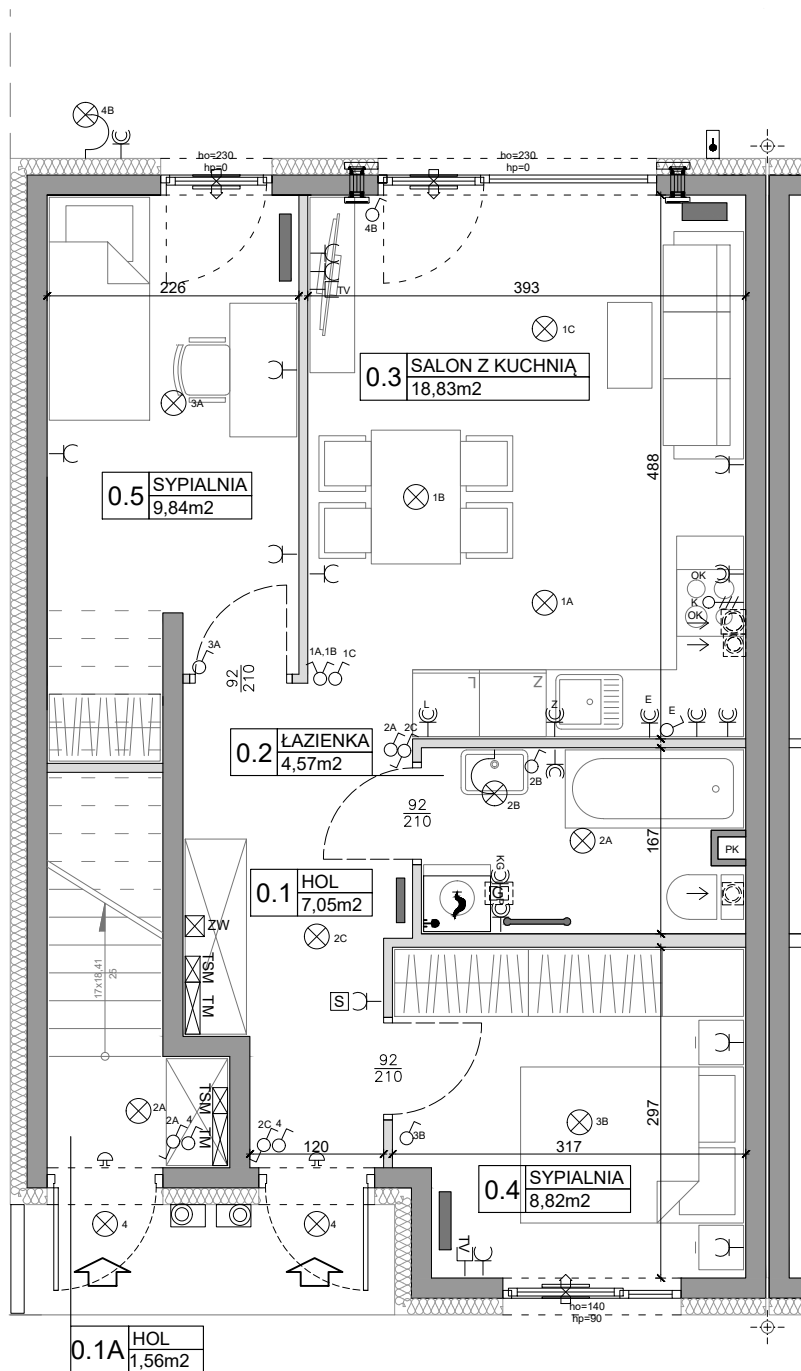 4B
ho=230
hp=0
ho=230
hp=0
4B
226
393
TV
1C
0.3
SALON Z KUCHNIĄ
18,83m2
3A
488
0.5
SYPIALNIA
9,84m2
1B
OK
K
OK
1A
3A
92
210
1A,1B
1C
L
Z
L
Z
E
E
2A
2C
0.2
ŁAZIENKA
4,57m2
2B
2B
92
210
2A
167
PK
0.1
HOL
7,05m2
KG
G
P
ZW
2C
17x18,41
25
TSM
TM
S
92
210
2A
TSM
TM
2A
4
2C
4
3B
3B
297
120
317
0.4
SYPIALNIA
8,82m2
4
4
TV
ho=140
hp=90
0.1A
HOL
1,56m2